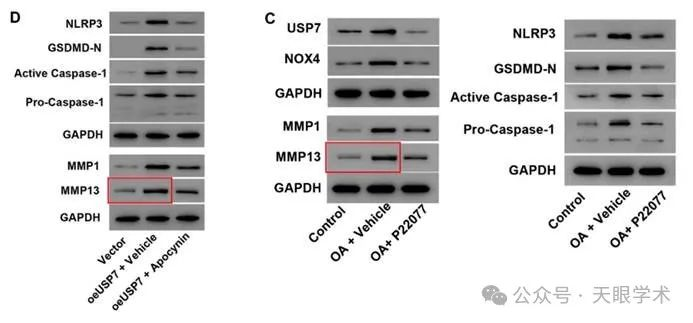 D
NLRP3
GSDMD-N
Active Caspase-1
Pro-Caspase-1
GAPDH
MMP1
MMP13
GAPDH
Vector
oeUSP7 + Vehicle
oeUSP7 + Apocynin
C
USP7
NOX4
GAPDH
MMP1
MMP13
GAPDH
Control
OA + Vehicle
OA+ P22077
NLRP3
GSDMD-N
Active Caspase-1
Pro-Caspase-1
GAPDH
Control
OA + Vehicle
OA+ P22077
公众号 · 天眼学术